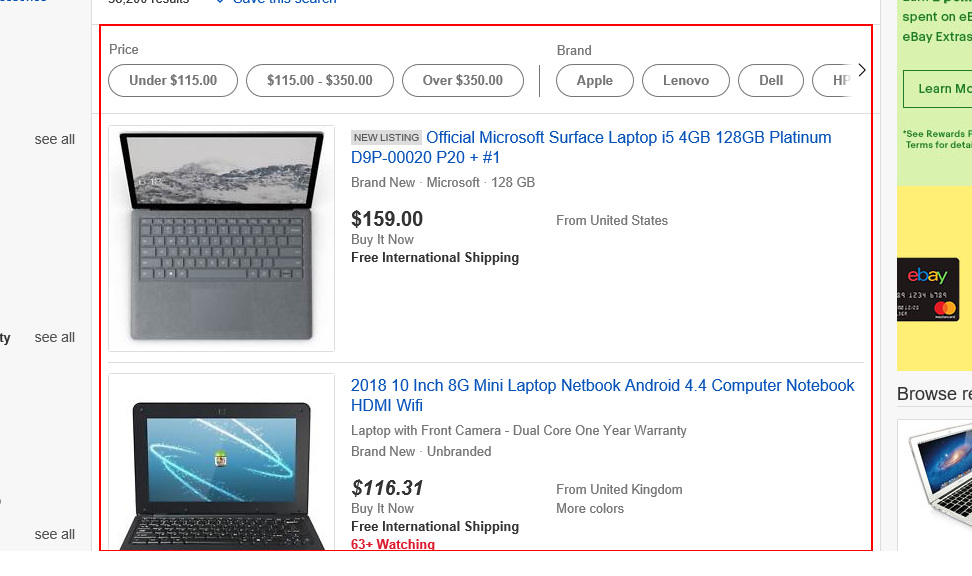 Save this search
Price
Under $115.00
$115.00 - $350.00
Over $350.00
Brand
Apple
Lenovo
Dell
HP
see all
see all
see all
NEW LISTING Official Microsoft Surface Laptop i5 4GB 128GB Platinum
D9P-00020 P20 + #1
Brand New · Microsoft · 128 GB
$159.00
From United States
Buy It Now
Free International Shipping
2018 10 Inch 8G Mini Laptop Netbook Android 4.4 Computer Notebook
HDMI Wifi
Laptop with Front Camera - Dual Core One Year Warranty
Brand New · Unbranded
$116.31
From United Kingdom
Buy It Now
More colors
Free International Shipping
63+ Watching
spent on eB
eBay Extras
Learn Mo
*See Rewards P
Terms for detai
ebay
1234 6789
mastercard
Browse re